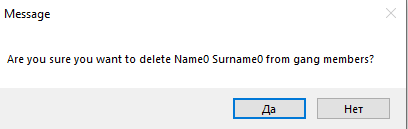 Message
Are you sure you want to delete Name0 Surname0 from gang members?
Да Нет